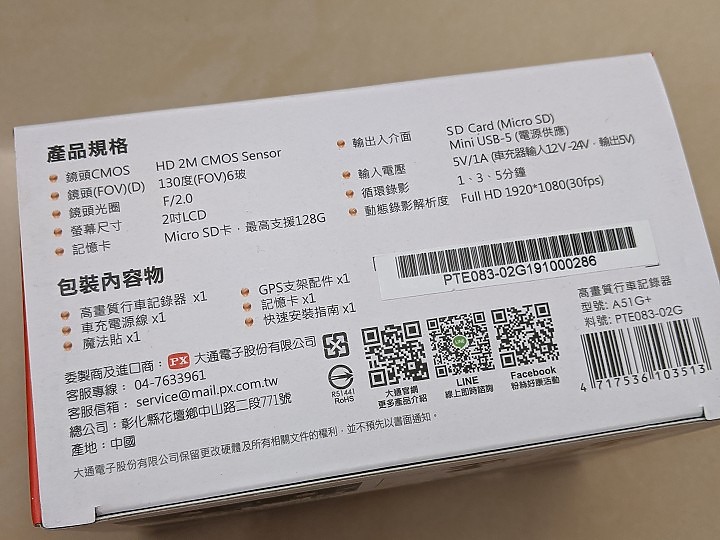 產品規格
鏡頭CMOS HD 2M CMOS Sensor
鏡頭(FOV)(D) 130度(FOV)6玻
鏡頭光圈 F/2.0
螢幕尺寸 2吋LCD
記憶卡 Micro SD卡，最高支援128G
輸出入介面 SD Card (Micro SD)
Mini USB-5 (電源供應)
輸入電壓 5V/1A (車充器輸入12V-24V，輸出5V)
循環錄影 1、3、5分鐘
動態錄影解析度 Full HD 1920*1080(30fps)
包裝內容物
高畫質行車記錄器 x1
車充電源線 x1
魔法貼 x1
GPS支架配件 x1
記憶卡 x1
快速安裝指南 x1
PTE083-02G191000286
高畫質行車記錄器
型號: A51G+
料號: PTE083-02G
4 717536 103513
委製商及進口商： PX 大通電子股份有限公司
客服專線： 04-7633961
客服信箱： service@mail.px.com.tw
總公司：彰化縣花壇鄉中山路二段771號
產地：中國
R51441
RoHS
大通官網
更多產品介紹
LINE
線上即時諮詢
Facebook
粉絲好康活動
大通電子股份有限公司保留更改硬體及所有相關文件的權利，並不預先以書面通知。